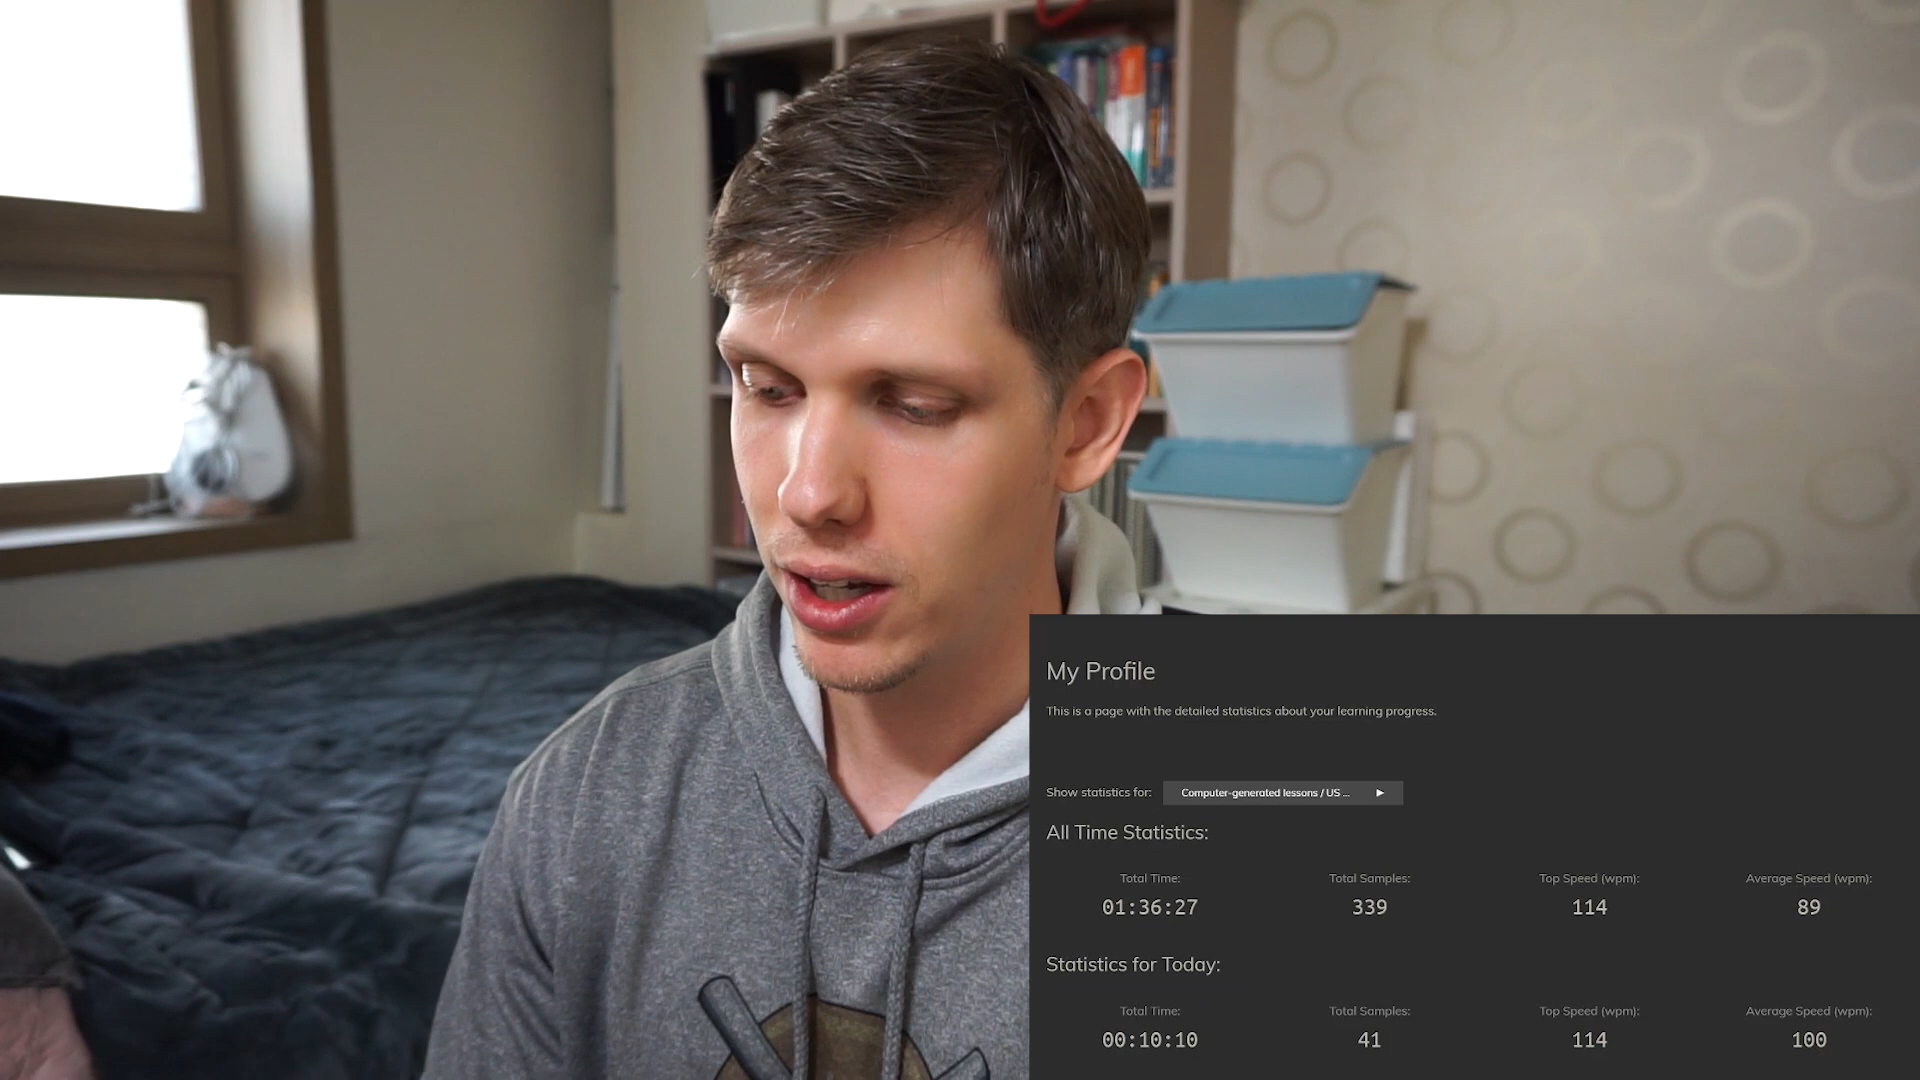 My Profile
This is a page with the detailed statistics about your learning progress.
Show statistics for: Computer-generated lessons / US ...
All Time Statistics:
Total Time: Total Samples: Top Speed (wpm): Average Speed (wpm):
01:36:27 339 114 89
Statistics for Today:
Total Time: Total Samples: Top Speed (wpm): Average Speed (wpm):
00:10:10 41 114 100